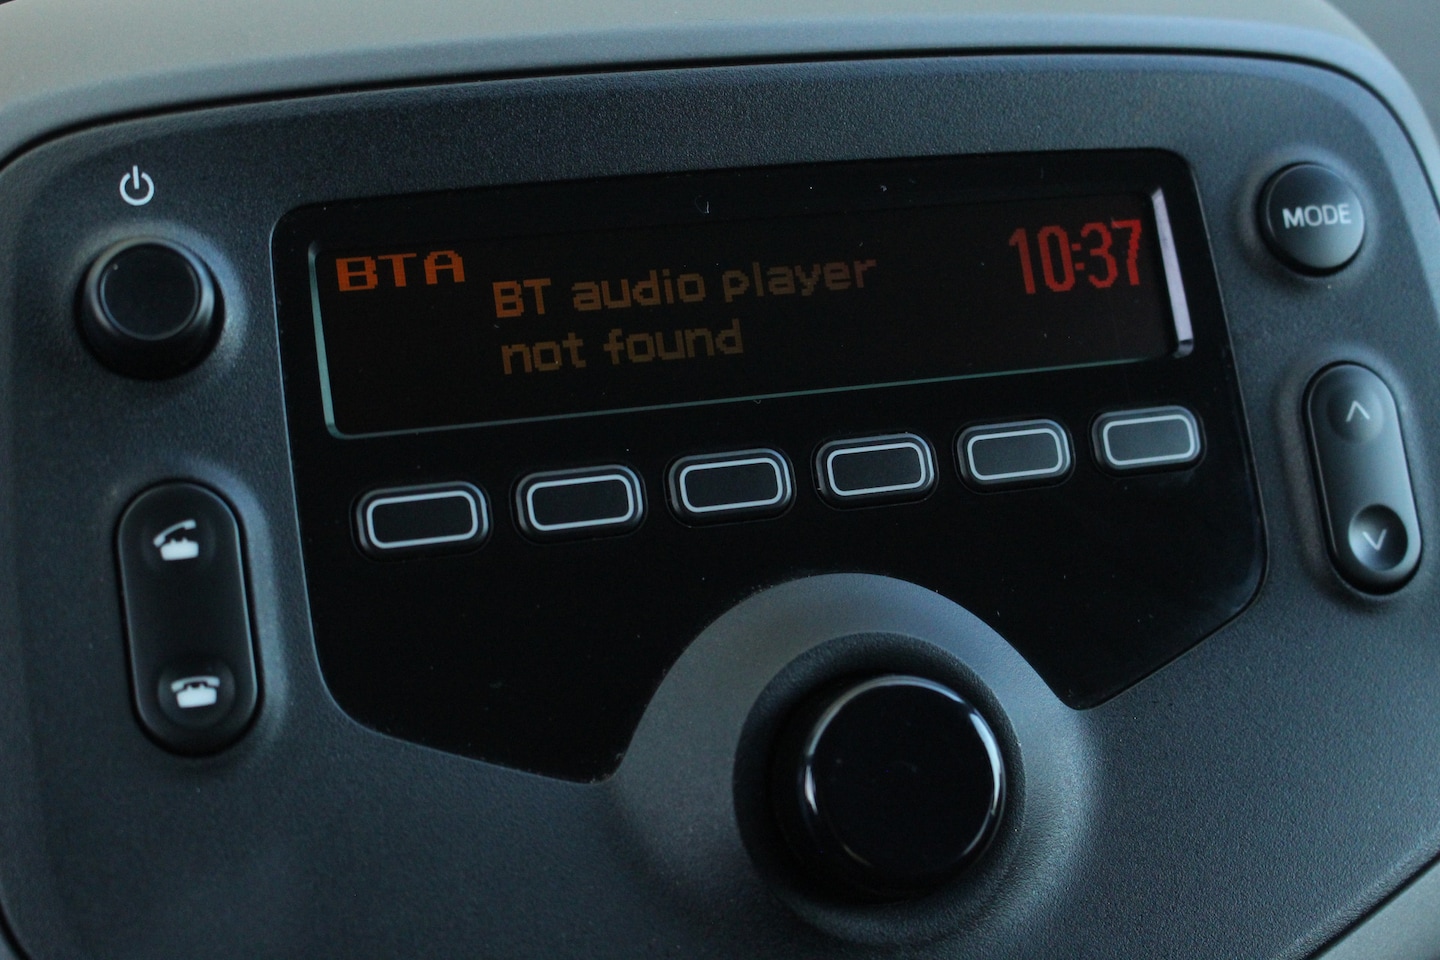 BTA
BT audio player
not found
10:37
MODE